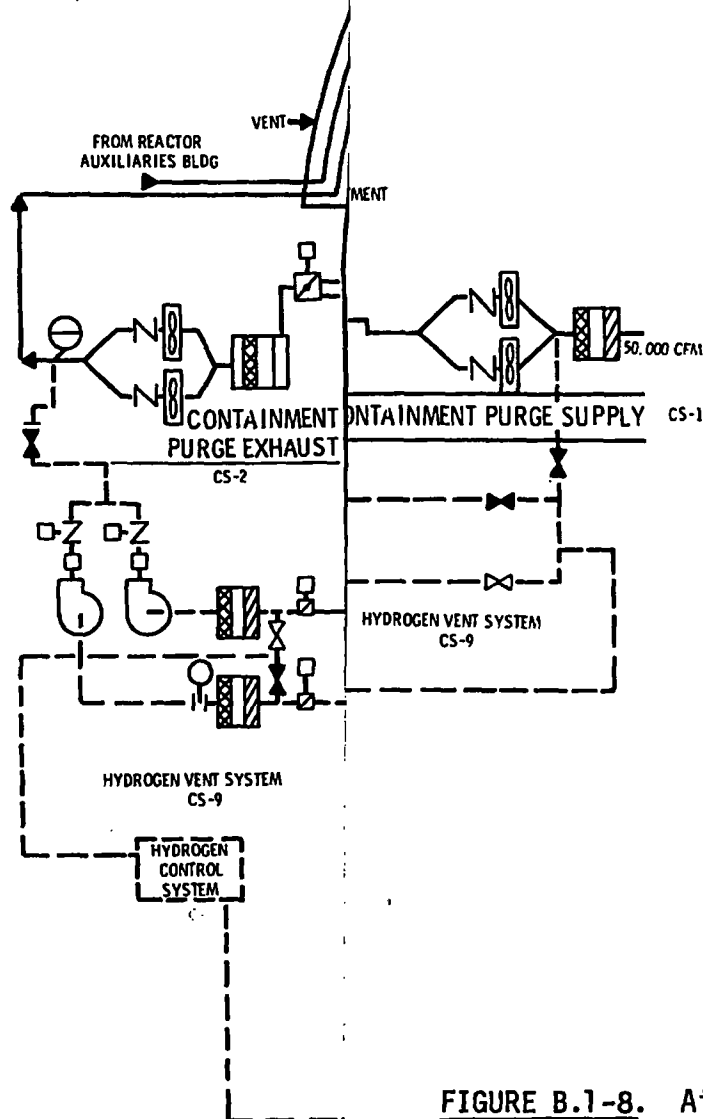 VENT
FROM REACTOR
AUXILIARIES BLDG
MENT
50,000 CFM
CONTAINMENT
PURGE EXHAUST
CS-2
ONTAINMENT PURGE SUPPLY
CS-1
HYDROGEN VENT SYSTEM
CS-9
HYDROGEN VENT SYSTEM
CS-9
HYDROGEN
CONTROL
SYSTEM
FIGURE B.1-8.